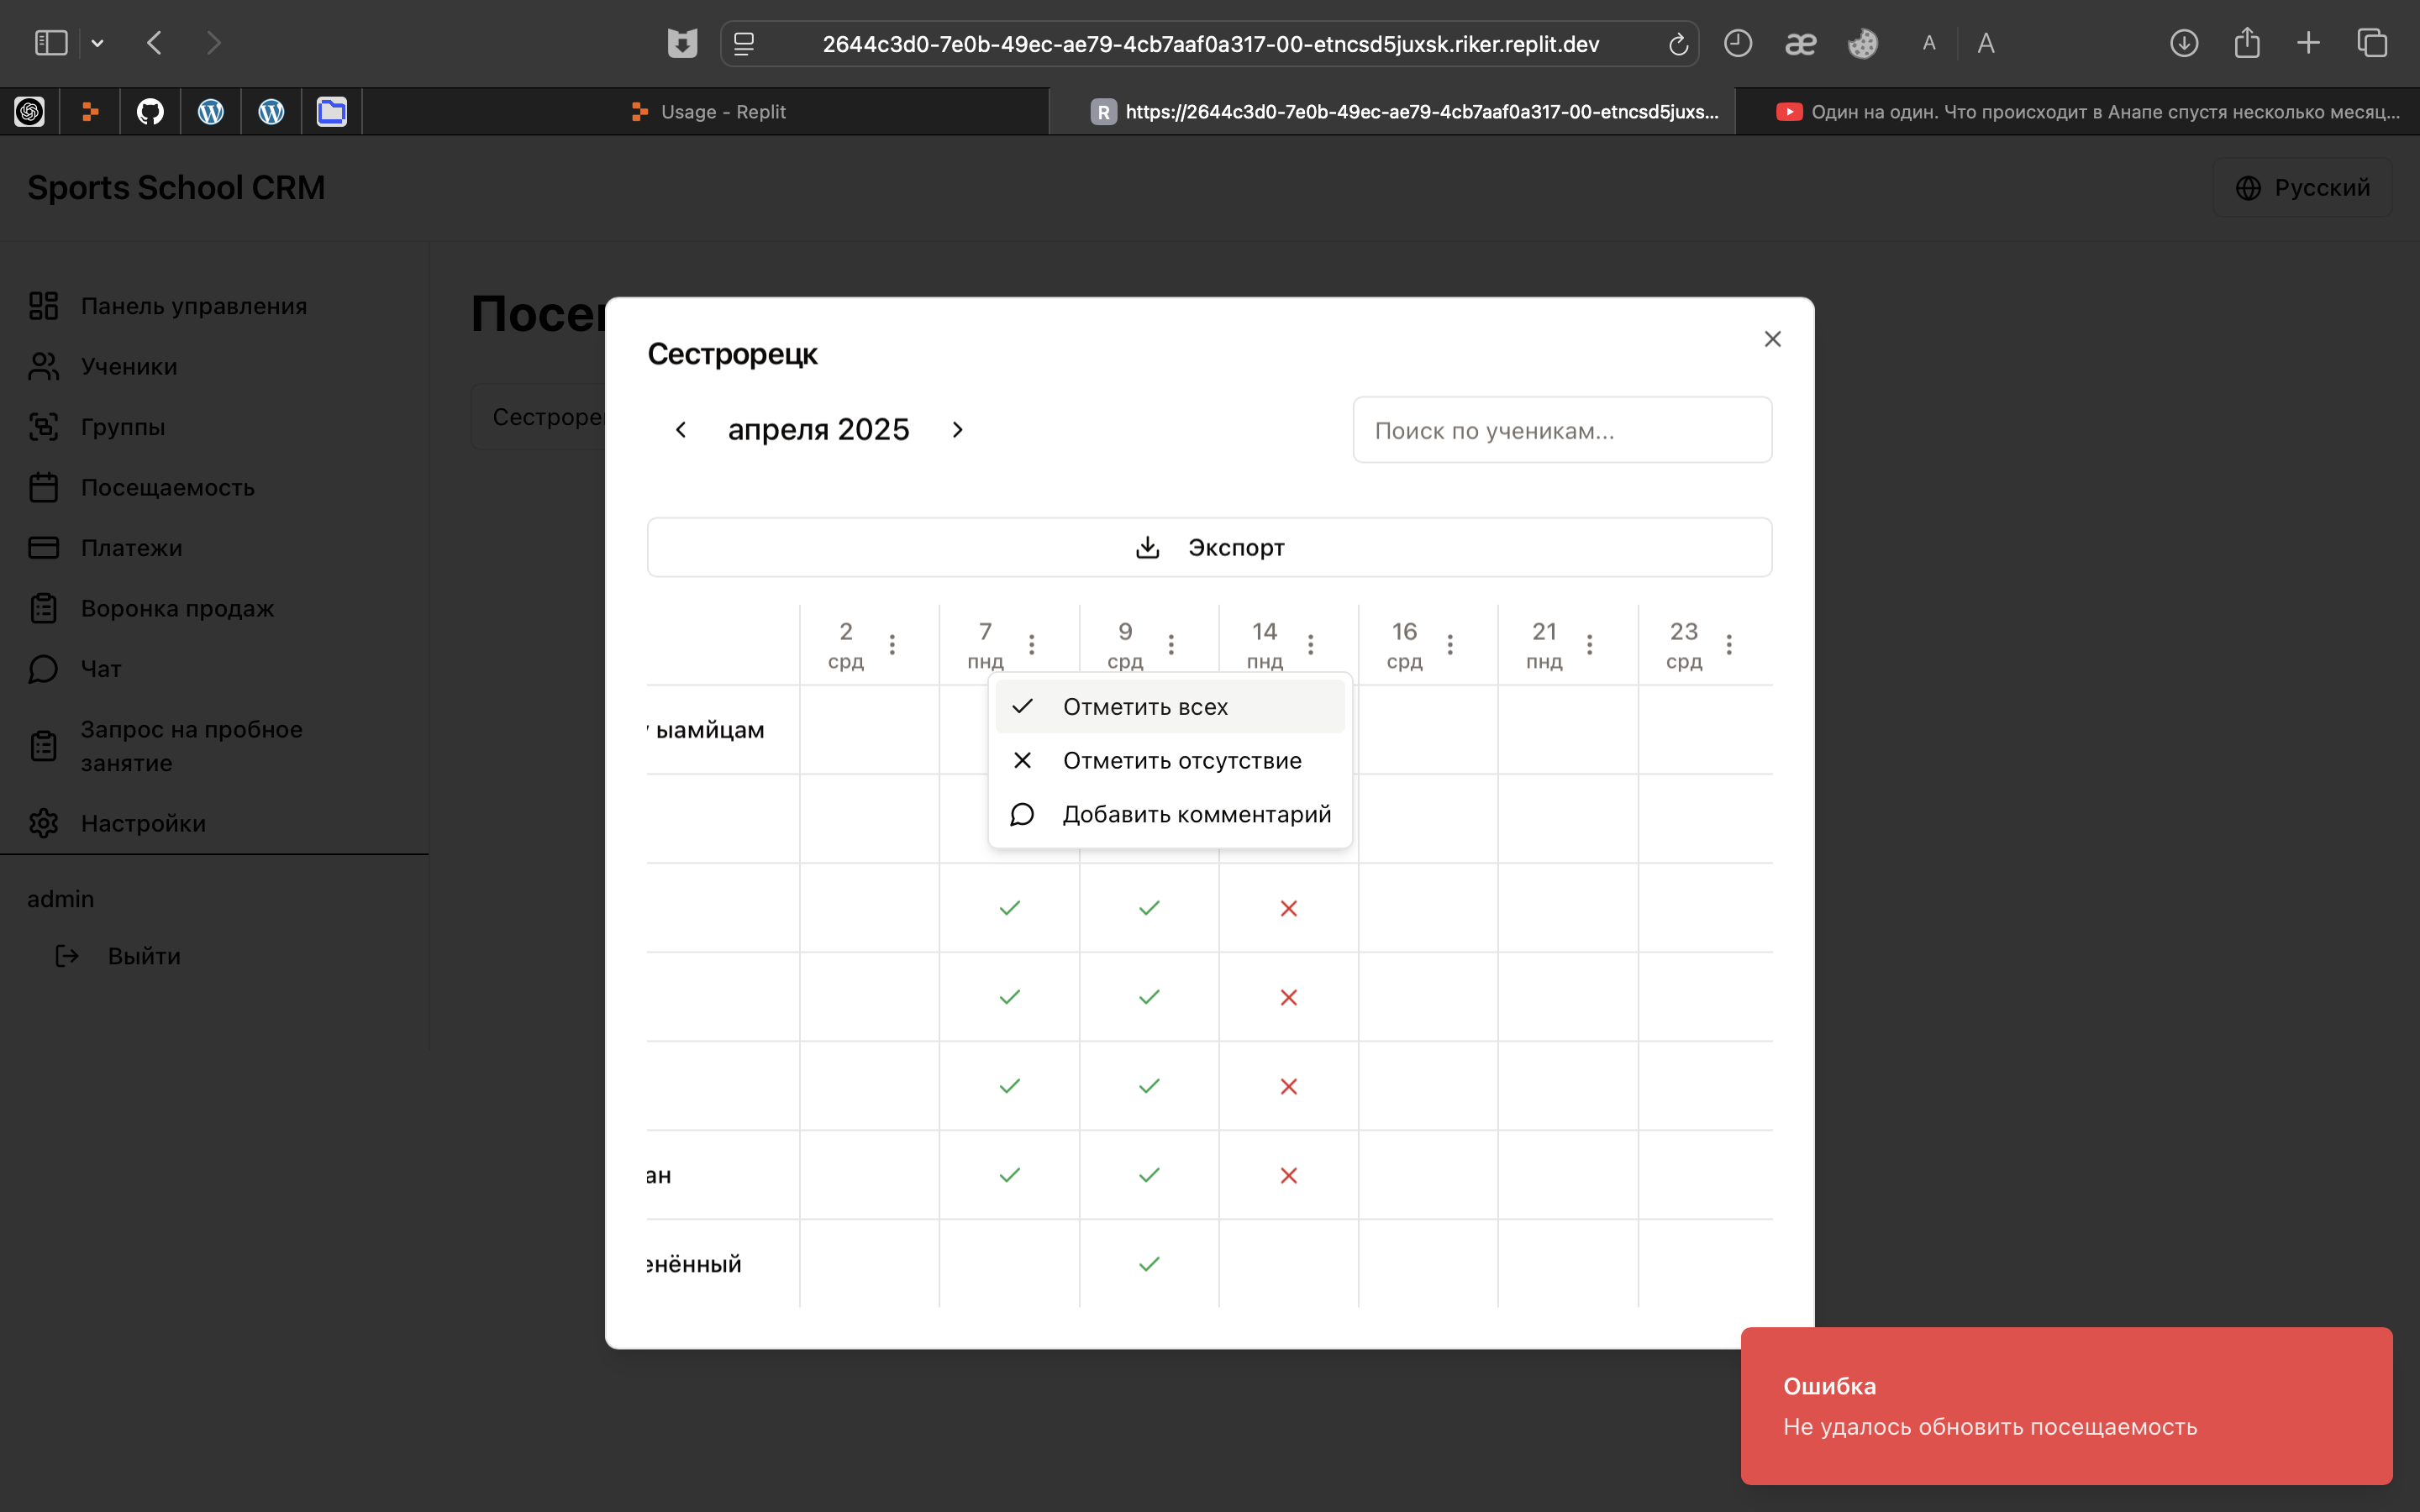 2644c3d0-7e0b-49ec-ae79-4cb7aaf0a317-00-etncsd5juxsk.riker.replit.dev
æ
A
A
Usage - Replit
R
https://2644c3d0-7e0b-49ec-ae79-4cb7aaf0a317-00-etncsd5juxs...
Один на один. Что происходит в Анапе спустя несколько месяц...
Sports School CRM
Русский
Панель управления
Ученики
Группы
Посещаемость
Платежи
Воронка продаж
Чат
Запрос на пробное
занятие
Настройки
admin
Выйти
Посе
Сестроре
Сестрорецк
апреля 2025
Поиск по ученикам...
Экспорт
2 7 9 14 16 21 23
срд пнд срд пнд срд пнд срд
ыамйцам
Отметить всех
Отметить отсутствие
Добавить комментарий
ан
енённый
Ошибка
Не удалось обновить посещаемость